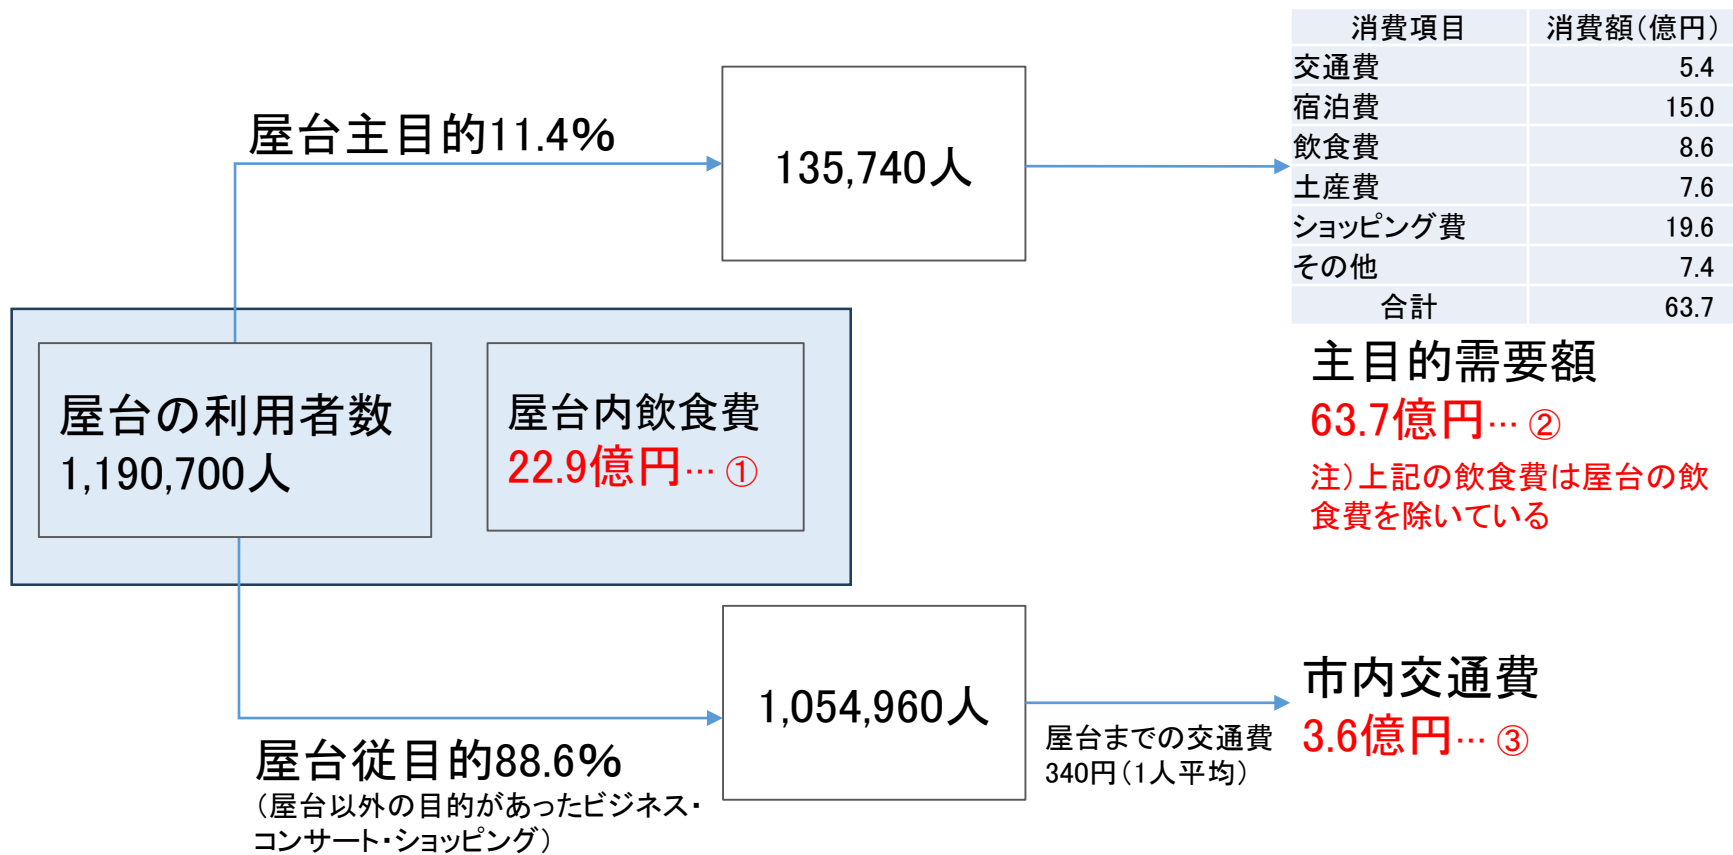 消費項目 消費額(億円)
交通費 5.4
宿泊費 15.0
飲食費 8.6
土産費 7.6
ショッピング費 19.6
その他 7.4
合計 63.7
屋台主目的11.4%
135,740人
屋台の利用者数
1,190,700人
屋台内飲食費
22.9億円… ①
主目的需要額
63.7億円… ②
注）上記の飲食費は屋台の飲
食費を除いている
屋台従目的88.6%
（屋台以外の目的があったビジネス・
コンサート・ショッピング）
1,054,960人
屋台までの交通費
340円（1人平均）
市内交通費
3.6億円… ③